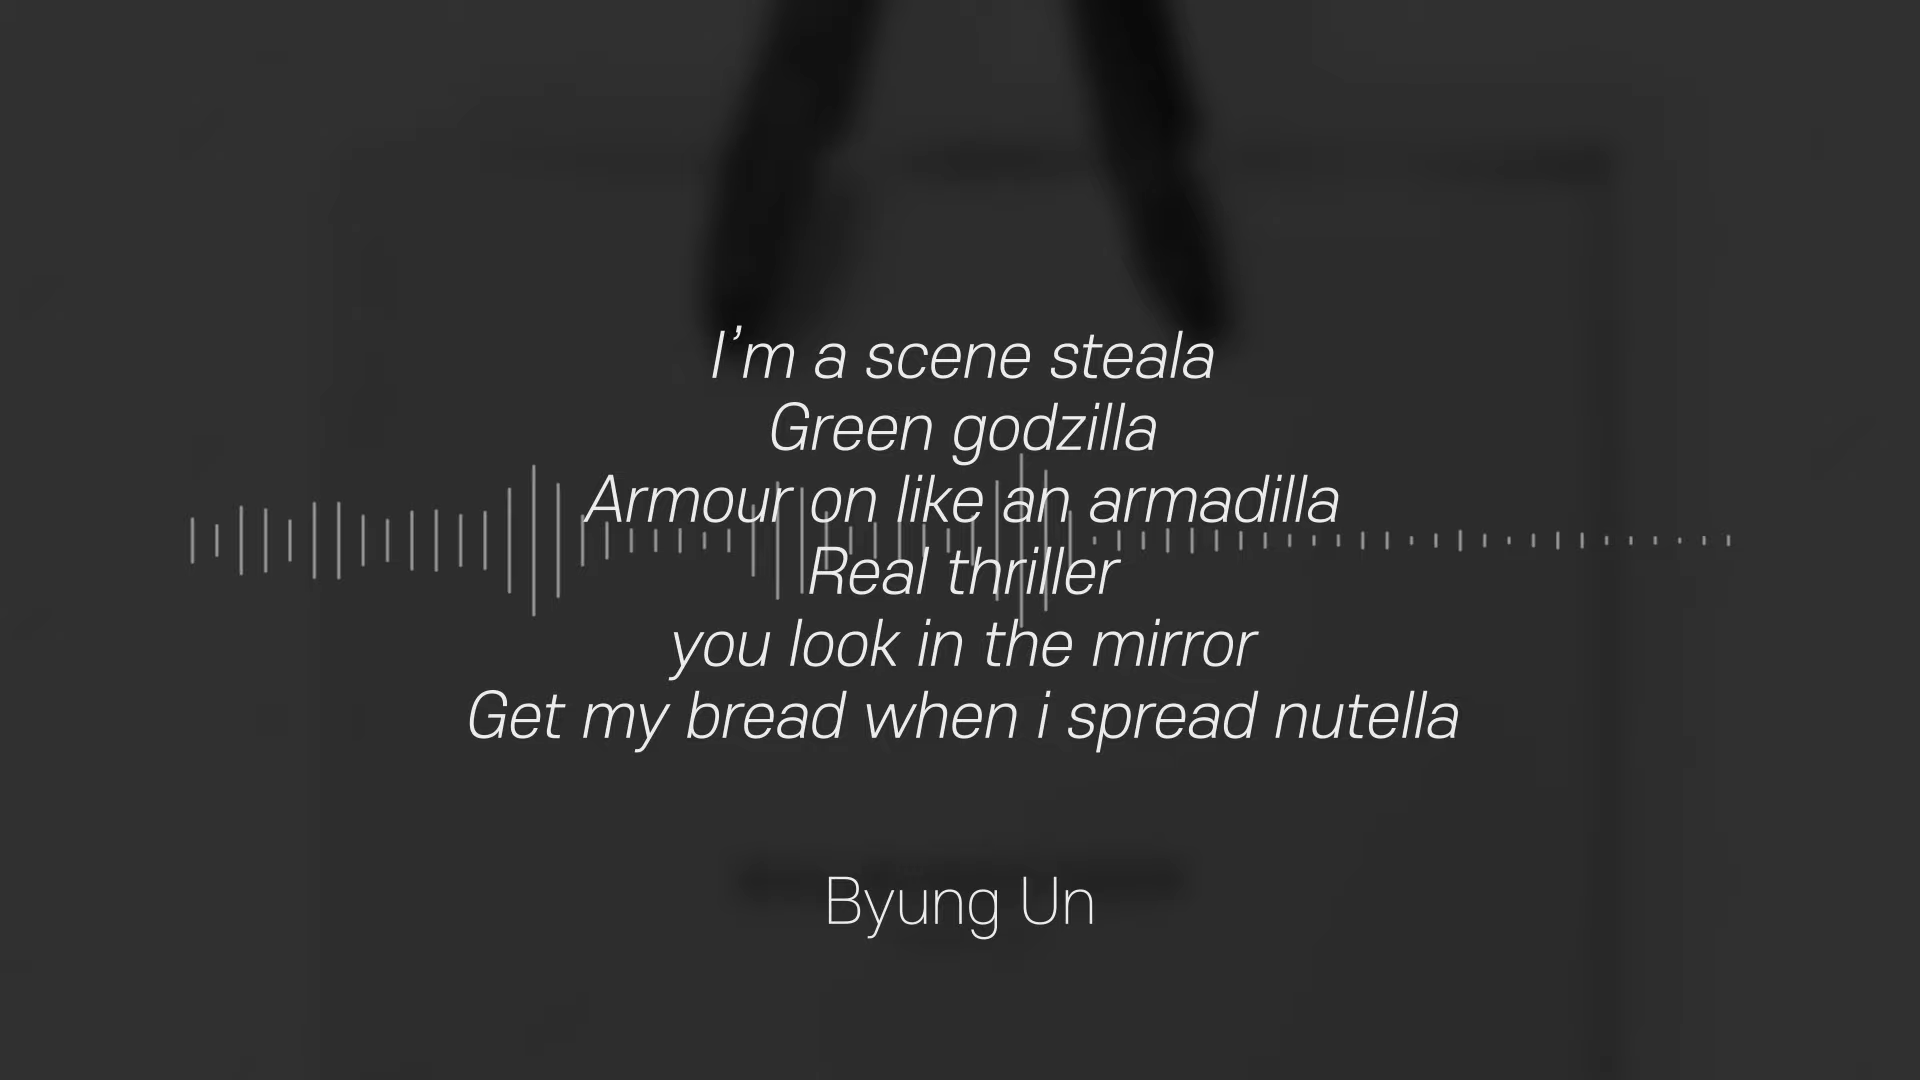 I’m a scene steala
Green godzilla
Armour on like an armadilla
Real thriller
you look in the mirror
Get my bread when i spread nutella
Byung Un